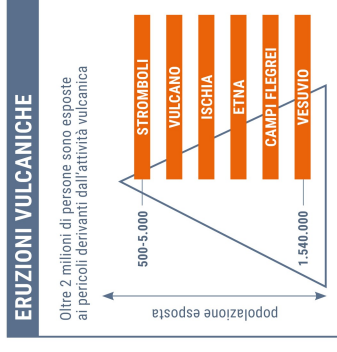 ERUZIONI VULCANICHE
Oltre 2 milioni di persone sono esposte
ai pericoli derivanti dall'attività vulcanica
popolazione esposta
500-5.000
STROMBOLI
VULCANO
ISCHIA
ETNA
CAMPI FLEGREI
1.540.000
VESUVIO